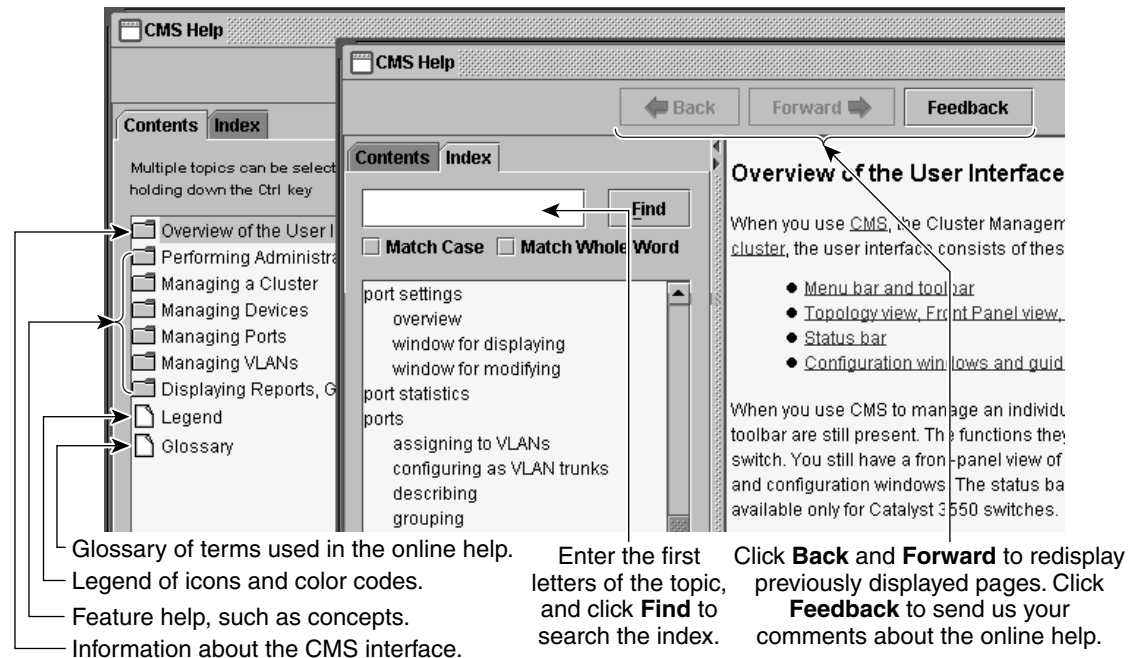 CMS Help
Contents Index
Multiple topics can be select
holding down the Ctrl key
Overview of the User I
Performing Administra
Managing a Cluster
Managing Devices
Managing Ports
Managing VLANs
Displaying Reports, G
Legend
Glossary
CMS Help
Back Forward Feedback
Contents Index
Find
Match Case Match Whole Word
port settings
overview
window for displaying
window for modifying
port statistics
ports
assigning to VLANs
configuring as VLAN trunks
describing
grouping
Overview of the User Interface
When you use CMS, the Cluster Managem
cluster, the user interface consists of thes
Menu bar and toolbar
Topology view, Front Panel view,
Status bar
Configuration windows and guid
When you use CMS to manage an individu
toolbar are still present. The functions they
switch. You still have a front-panel view of
and configuration windows. The status ba
available only for Catalyst 3550 switches.
Glossary of terms used in the online help.
Legend of icons and color codes.
Feature help, such as concepts.
Information about the CMS interface.
Enter the first
letters of the topic,
and click Find to
search the index.
Click Back and Forward to redisplay
previously displayed pages. Click
Feedback to send us your
comments about the online help.